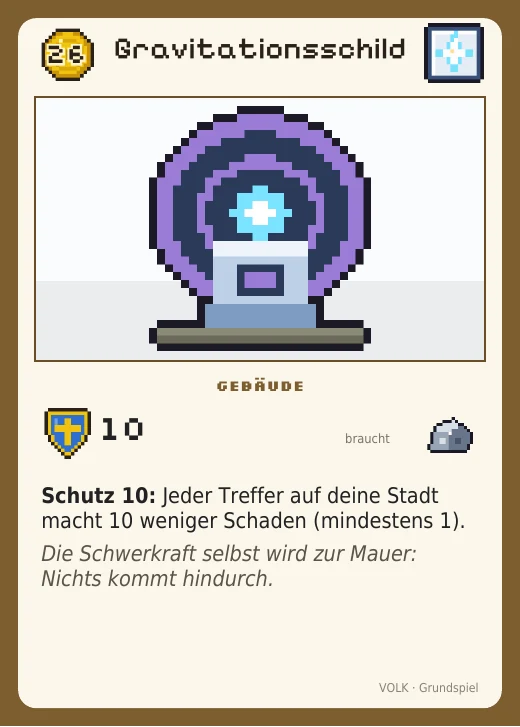 26 Gravitationsschild
GEBÄUDE
10 braucht
Schutz 10: Jeder Treffer auf deine Stadt
macht 10 weniger Schaden (mindestens 1).
Die Schwerkraft selbst wird zur Mauer:
Nichts kommt hindurch.
VOLK · Grundspiel